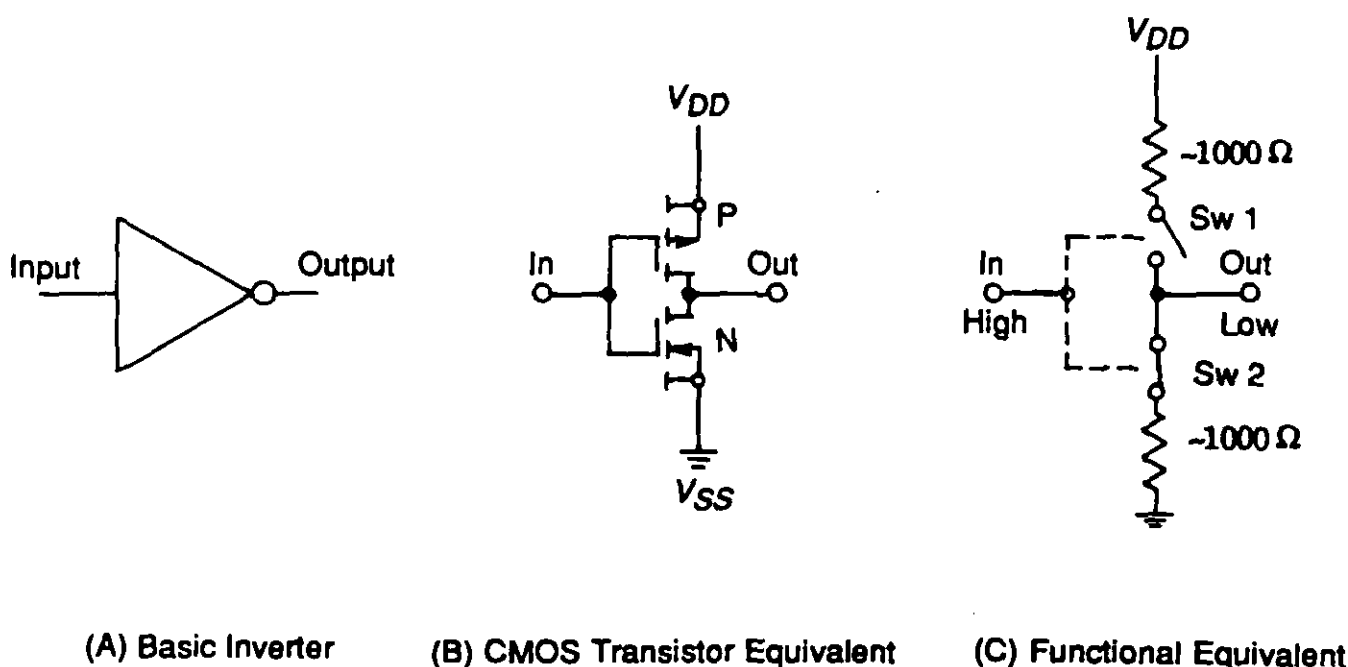 Input
Output
(A) Basic Inverter
VDD
P
In
Out
N
VSS
(B) CMOS Transistor Equivalent
VDD
~1000 Ω
Sw 1
In
High
Out
Low
Sw 2
~1000 Ω
(C) Functional Equivalent